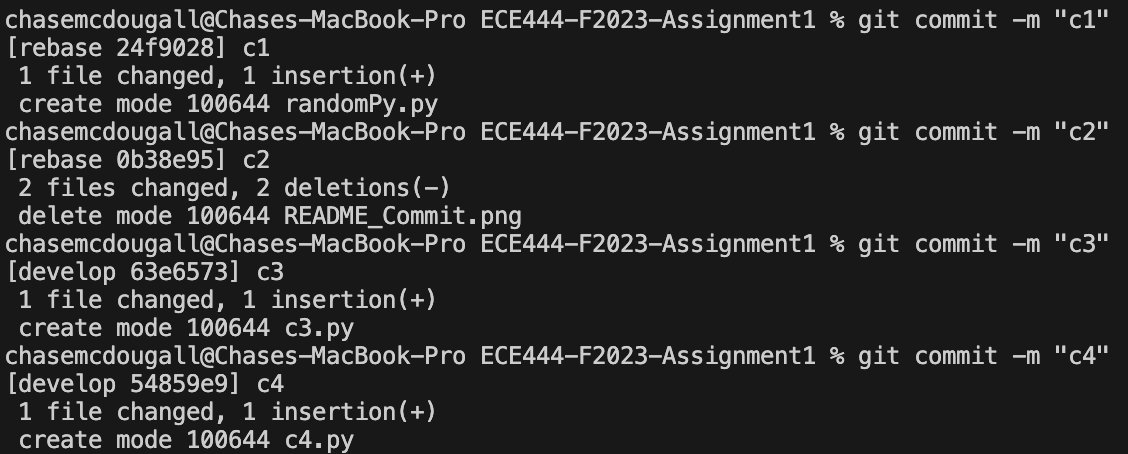 chasemcdougall@Chases-MacBook-Pro ECE444-F2023-Assignment1 % git commit -m "c1"
[rebase 24f9028] c1
 1 file changed, 1 insertion(+)
 create mode 100644 randomPy.py
chasemcdougall@Chases-MacBook-Pro ECE444-F2023-Assignment1 % git commit -m "c2"
[rebase 0b38e95] c2
 2 files changed, 2 deletions(-)
 delete mode 100644 README_Commit.png
chasemcdougall@Chases-MacBook-Pro ECE444-F2023-Assignment1 % git commit -m "c3"
[develop 63e6573] c3
 1 file changed, 1 insertion(+)
 create mode 100644 c3.py
chasemcdougall@Chases-MacBook-Pro ECE444-F2023-Assignment1 % git commit -m "c4"
[develop 54859e9] c4
 1 file changed, 1 insertion(+)
 create mode 100644 c4.py